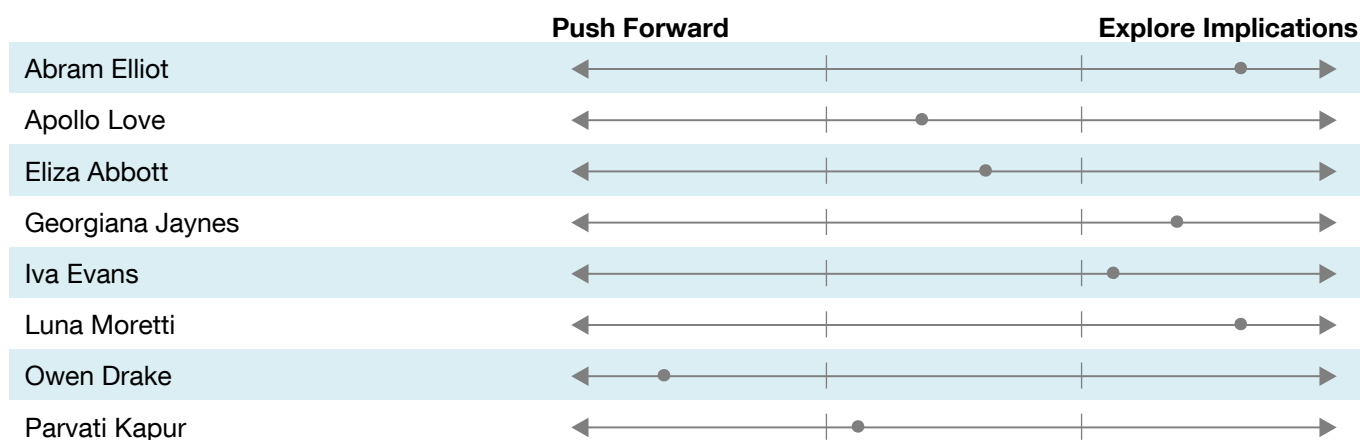 Push Forward Explore Implications
Abram Elliot
Apollo Love
Eliza Abbott
Georgiana Jaynes
Iva Evans
Luna Moretti
Owen Drake
Parvati Kapur